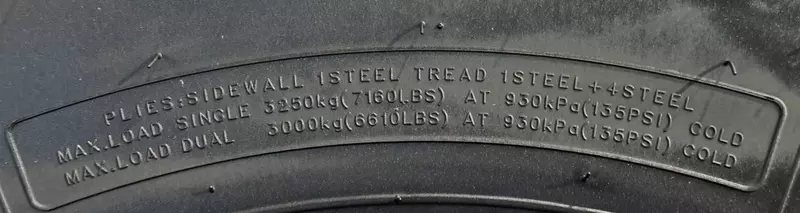 PLIES:SIDEWALL 1STEEL TREAD 1STEEL+4STEEL
MAX.LOAD SINGLE 3250kg(7160LBS) AT 930kPa(135PSI) COLD
MAX.LOAD DUAL 3000kg(6610LBS) AT 930kPa(135PSI) COLD